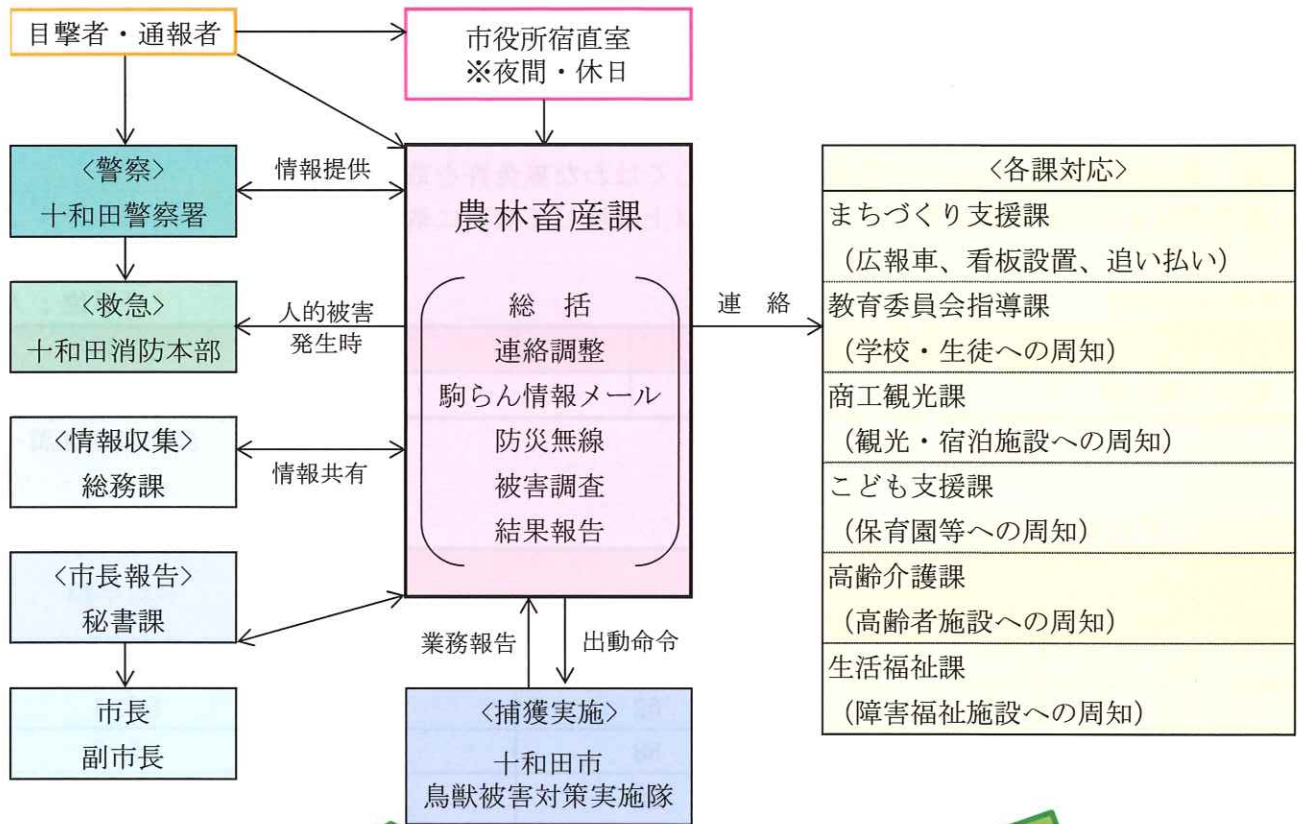 目撃者・通報者
市役所宿直室
※夜間・休日
<警察>
十和田警察署
情報提供
<救急>
十和田消防本部
人的被害
発生時
<情報収集>
総務課
情報共有
<市長報告>
秘書課
市長
副市長
農林畜産課
総 括
連絡調整
駒らん情報メール
防災無線
被害調査
結果報告
業務報告
出動命令
<捕獲実施>
十和田市
鳥獣被害対策実施隊
連 絡
<各課対応>
まちづくり支援課
(広報車、看板設置、追い払い)
教育委員会指導課
(学校・生徒への周知)
商工観光課
(観光・宿泊施設への周知)
こども支援課
(保育園等への周知)
高齢介護課
(高齢者施設への周知)
生活福祉課
(障害福祉施設への周知)